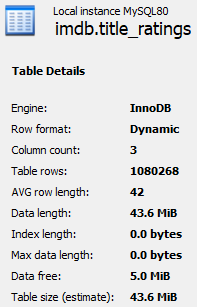 Local instance MySQL80
imdb.title_ratings
Table Details
Engine: InnoDB
Row format: Dynamic
Column count: 3
Table rows: 1080268
AVG row length: 42
Data length: 43.6 MiB
Index length: 0.0 bytes
Max data length: 0.0 bytes
Data free: 5.0 MiB
Table size (estimate): 43.6 MiB